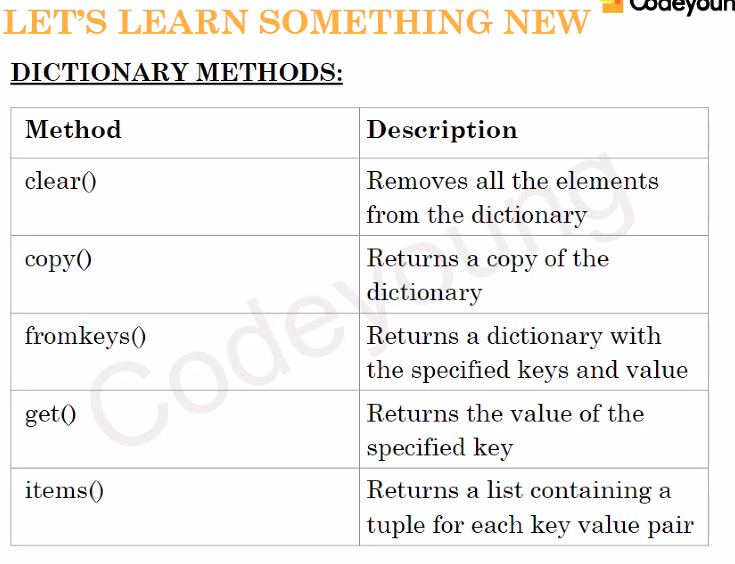 LET'S LEARN SOMETHING NEW
DICTIONARY METHODS:
Method
Description
clear()
Removes all the elements
from the dictionary
copy()
Returns a copy of the
dictionary
fromkeys()
Returns a dictionary with
the specified keys and value
get()
Returns the value of the
specified key
items()
Returns a list containing a
tuple for each key value pair
Codeyoung